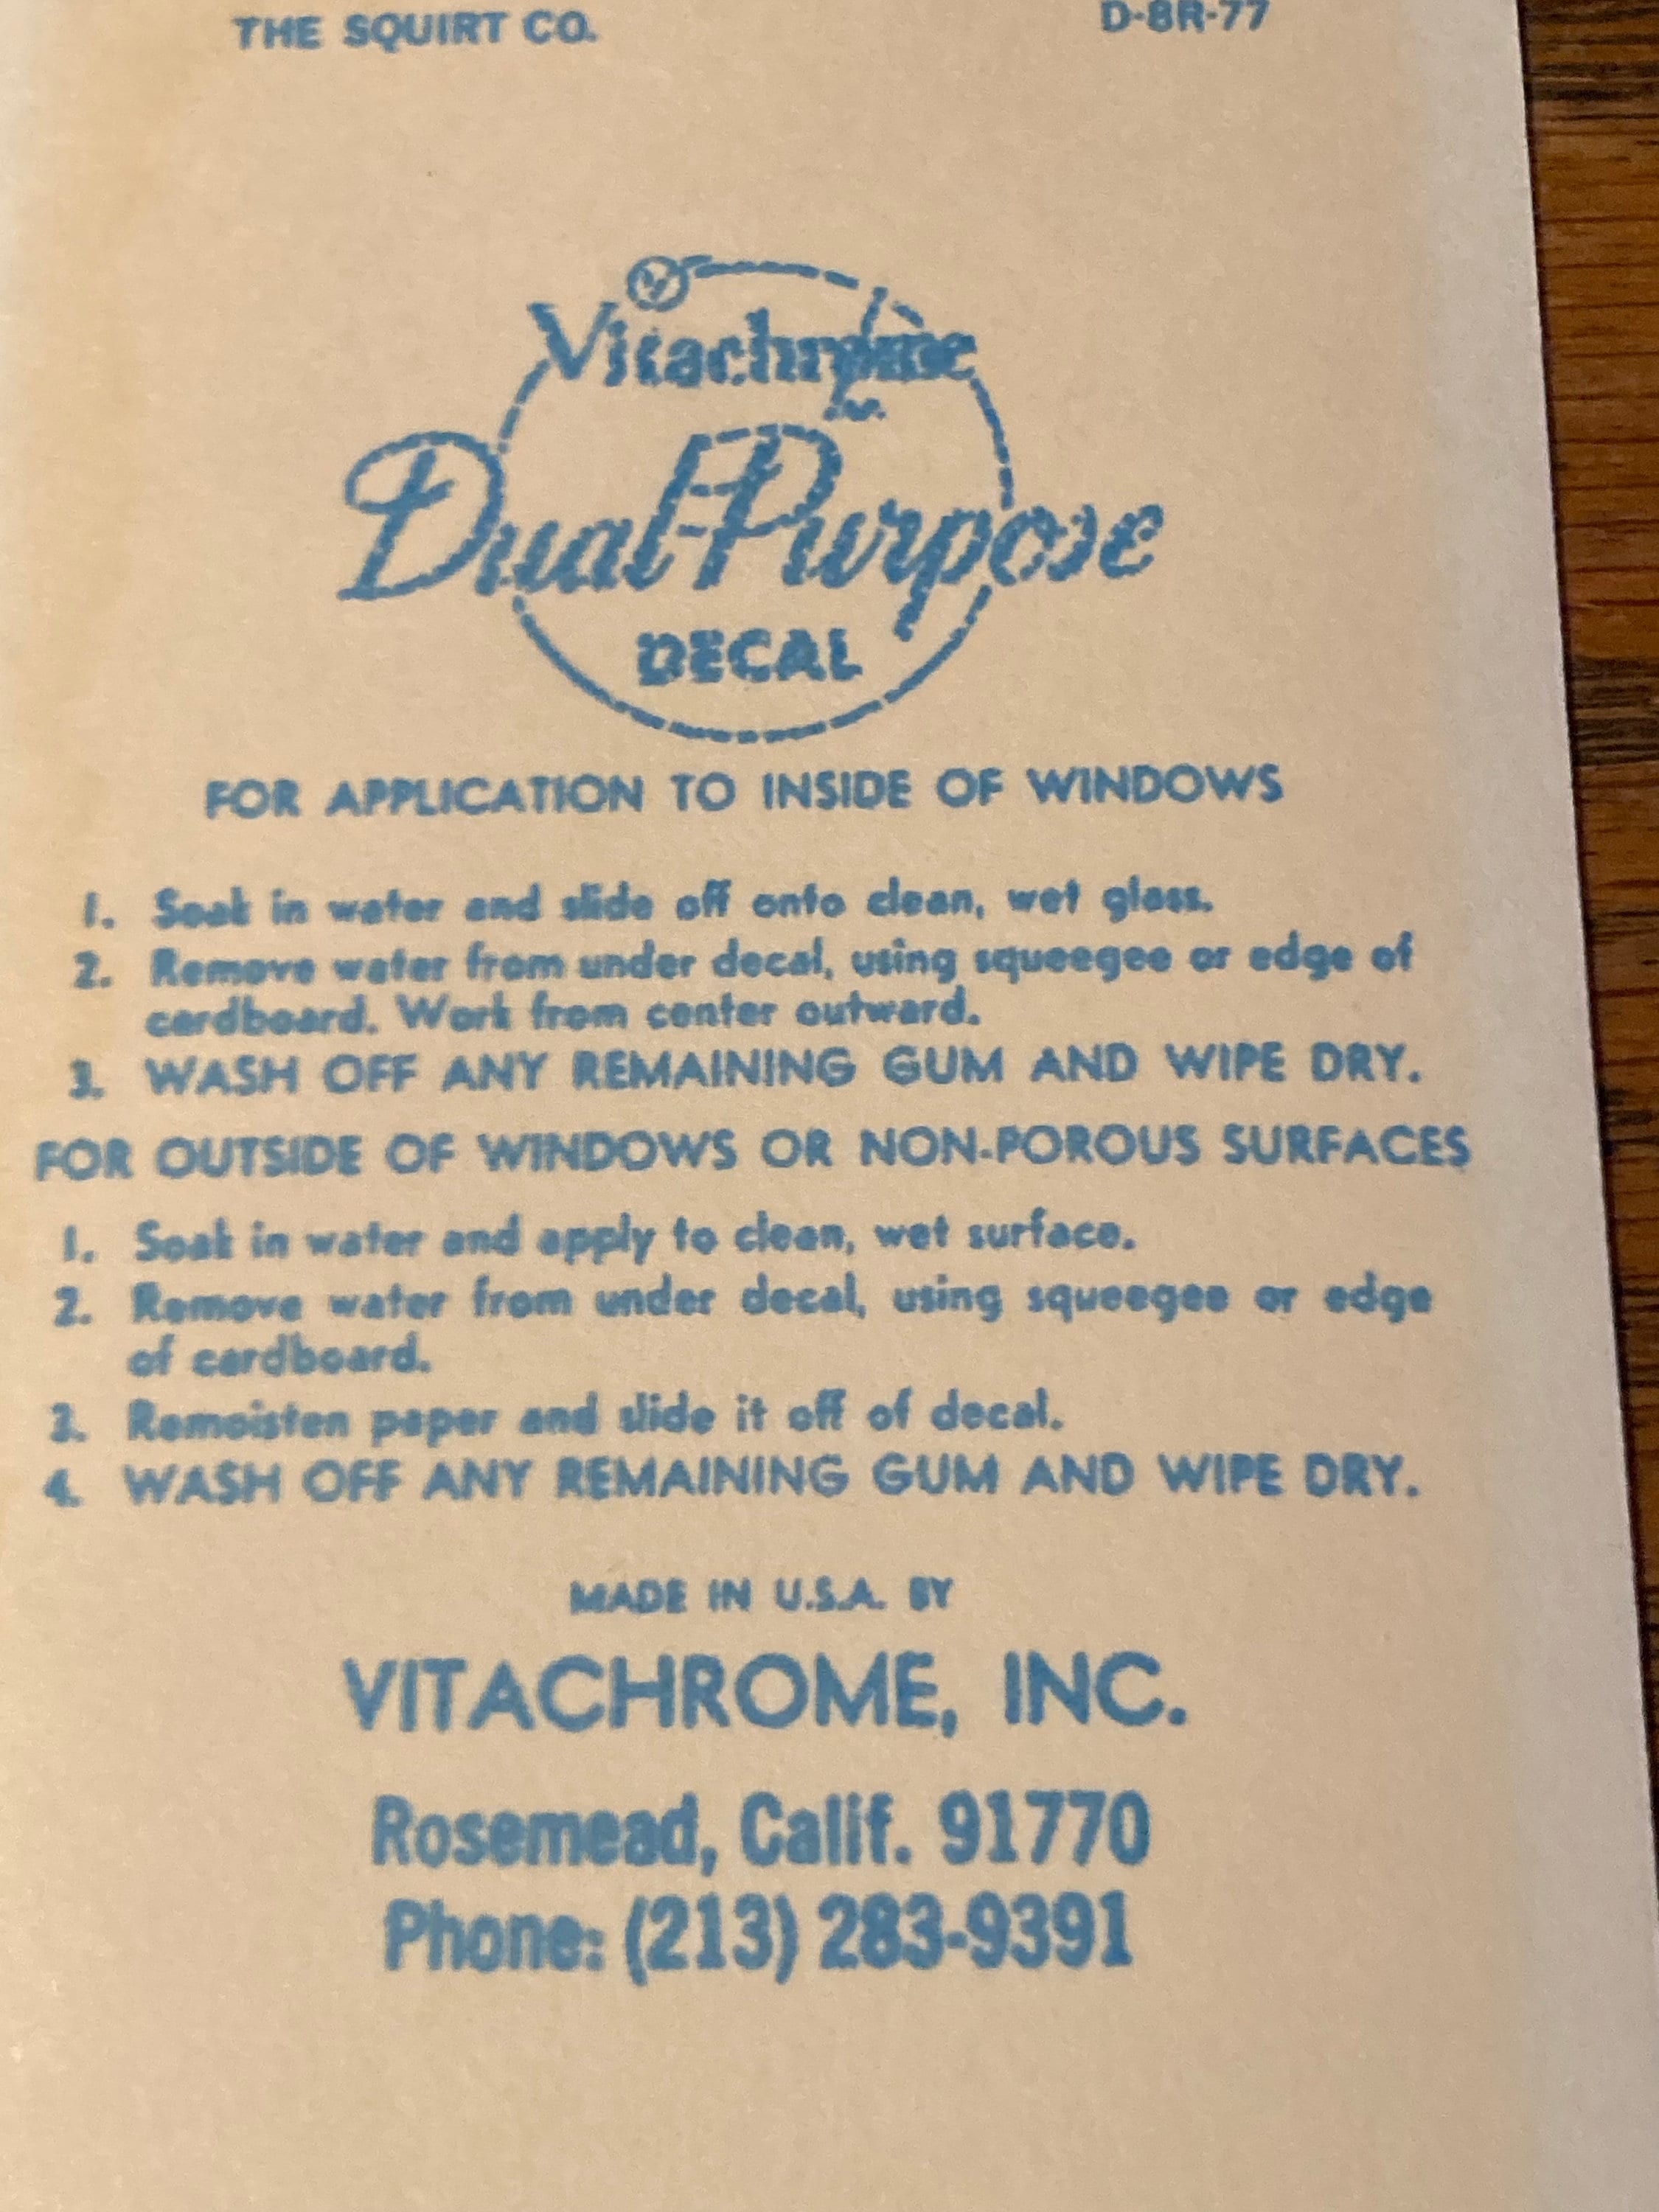 THE SQUIRT CO. D-8R-77
V
Vitachrome
Inc.
Dual-Purpose
DECAL
FOR APPLICATION TO INSIDE OF WINDOWS
1. Soak in water and slide off onto clean, wet glass.
2. Remove water from under decal, using squeegee or edge of
cardboard. Work from center outward.
3. WASH OFF ANY REMAINING GUM AND WIPE DRY.
FOR OUTSIDE OF WINDOWS OR NON-POROUS SURFACES
1. Soak in water and apply to clean, wet surface.
2. Remove water from under decal, using squeegee or edge
of cardboard.
3. Remoisten paper and slide it off of decal.
4. WASH OFF ANY REMAINING GUM AND WIPE DRY.
MADE IN U.S.A. BY
VITACHROME, INC.
Rosemead, Calif. 91770
Phone: (213) 283-9391